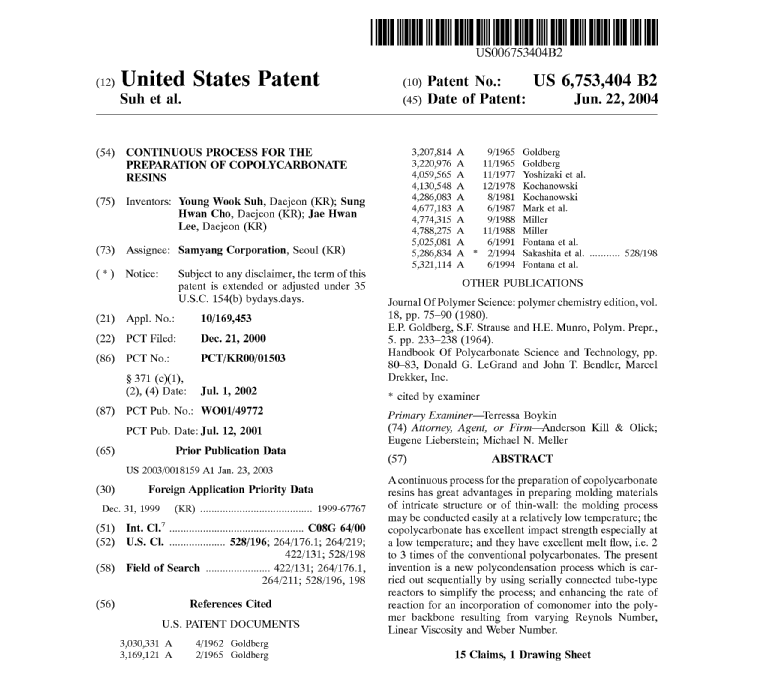 US006753404B2
(12) United States Patent
Suh et al.
(10) Patent No.: US 6,753,404 B2
(45) Date of Patent: Jun. 22, 2004
(54) CONTINUOUS PROCESS FOR THE
PREPARATION OF COPOLYCARBONATE
RESINS
(75) Inventors: Young Wook Suh, Daejeon (KR); Sung
Hwan Cho, Daejeon (KR); Jae Hwan
Lee, Daejeon (KR)
(73) Assignee: Samyang Corporation, Seoul (KR)
( * ) Notice: Subject to any disclaimer, the term of this
patent is extended or adjusted under 35
U.S.C. 154(b) bydays.days.
(21) Appl. No.: 10/169,453
(22) PCT Filed: Dec. 21, 2000
(86) PCT No.: PCT/KR00/01503
§ 371 (c)(1),
(2), (4) Date: Jul. 1, 2002
(87) PCT Pub. No.: WO01/49772
PCT Pub. Date: Jul. 12, 2001
(65) Prior Publication Data
US 2003/0018159 A1 Jan. 23, 2003
(30) Foreign Application Priority Data
Dec. 31, 1999 (KR) ........................................ 1999-67767
(51) Int. Cl.7 ................................................ C08G 64/00
(52) U.S. Cl. .................... 528/196; 264/176.1; 264/219;
422/131; 528/198
(58) Field of Search ....................... 422/131; 264/176.1,
264/211; 528/196, 198
(56) References Cited
U.S. PATENT DOCUMENTS
3,030,331 A 4/1962 Goldberg
3,169,121 A 2/1965 Goldberg
3,207,814 A 9/1965 Goldberg
3,220,976 A 11/1965 Goldberg
4,059,565 A 11/1977 Yoshizaki et al.
4,130,548 A 12/1978 Kochanowski
4,286,083 A 8/1981 Kochanowski
4,677,183 A 6/1987 Mark et al.
4,774,315 A 9/1988 Miller
4,788,275 A 11/1988 Miller
5,025,081 A 6/1991 Fontana et al.
5,286,834 A * 2/1994 Sakashita et al. ........... 528/198
5,321,114 A 6/1994 Fontana et al.
OTHER PUBLICATIONS
Journal Of Polymer Science: polymer chemistry edition, vol.
18, pp. 75–90 (1980).
E.P. Goldberg, S.F. Strause and H.E. Munro, Polym. Prepr.,
5. pp. 233–238 (1964).
Handbook Of Polycarbonate Science and Technology, pp.
80–83, Donald G. LeGrand and John T. Bendler, Marcel
Drekker, Inc.
* cited by examiner
Primary Examiner—Terressa Boykin
(74) Attorney, Agent, or Firm—Anderson Kill & Olick;
Eugene Lieberstein; Michael N. Meller
(57) ABSTRACT
A continuous process for the preparation of copolycarbonate
resins has great advantages in preparing molding materials
of intricate structure or of thin-wall: the molding process
may be conducted easily at a relatively low temperature; the
copolycarbonate has excellent impact strength especially at
a low temperature; and they have excellent melt flow, i.e. 2
to 3 times of the conventional polycarbonates. The present
invention is a new polycondensation process which is car-
ried out sequentially by using serially connected tube-type
reactors to simplify the process; and enhancing the rate of
reaction for an incorporation of comonomer into the poly-
mer backbone resulting from varying Reynols Number,
Linear Viscosity and Weber Number.
15 Claims, 1 Drawing Sheet